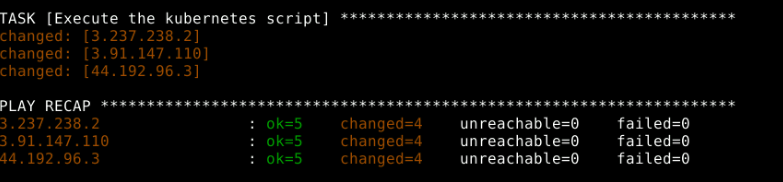 TASK [Execute the kubernetes script] *******************************************
changed: [3.237.238.2]
changed: [3.91.147.110]
changed: [44.192.96.3]
PLAY RECAP *********************************************************************
3.237.238.2 : ok=5 changed=4 unreachable=0 failed=0
3.91.147.110 : ok=5 changed=4 unreachable=0 failed=0
44.192.96.3 : ok=5 changed=4 unreachable=0 failed=0